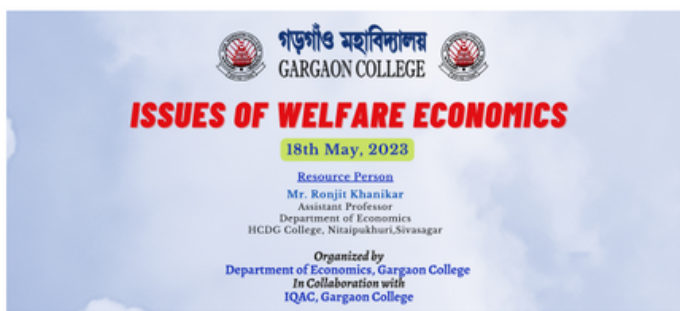 গড়গাঁও মহাবিদ্যালয়
GARGAON COLLEGE
ISSUES OF WELFARE ECONOMICS
18th May, 2023
Resource Person
Mr. Ronjit Khanikar
Assistant Professor
Department of Economics
HCDG College, Nitaipukhuri,Sivasagar
Organized by
Department of Economics, Gargaon College
In Collaboration with
IQAC, Gargaon College